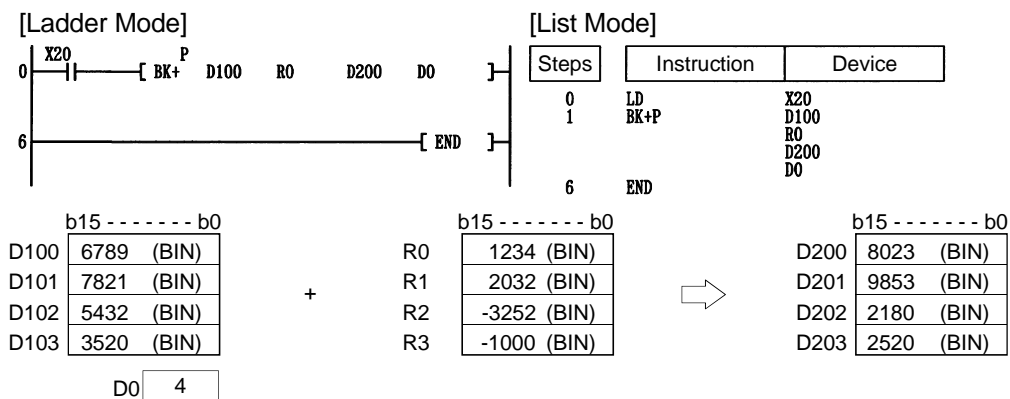 [Ladder Mode] [List Mode]
X20 P
0 BK+ D100 R0 D200 D0
6 END
Steps Instruction Device
0 LD X20
1 BK+P D100
R0
D200
D0
6 END
b15 - - - - - - - b0 b15 - - - - - - - b0 b15 - - - - - - - b0
D100 6789 (BIN) R0 1234 (BIN) D200 8023 (BIN)
D101 7821 (BIN) + R1 2032 (BIN) D201 9853 (BIN)
D102 5432 (BIN) R2 -3252 (BIN) D202 2180 (BIN)
D103 3520 (BIN) R3 -1000 (BIN) D203 2520 (BIN)
D0 4